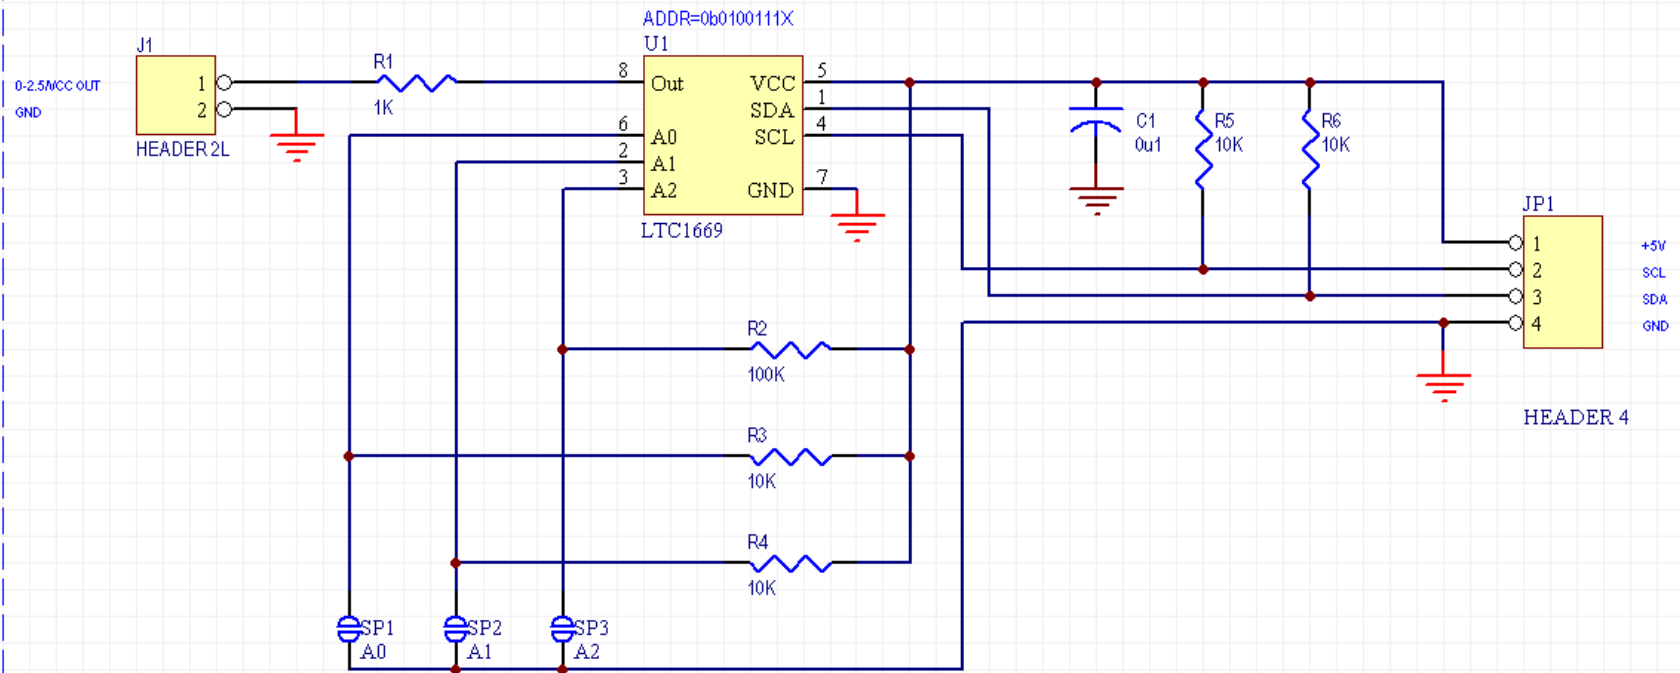 ADDR=0b0100111X
J1
U1
R1
0-2.5/VCC OUT
1
8 Out
VCC 5
GND
2
1K
SDA 1
HEADER 2L
6 A0
SCL 4
C1
0u1
R5
10K
R6
10K
2 A1
3 A2
GND 7
LTC1669
JP1
1 +5V
2 SCL
3 SDA
4 GND
R2
100K
HEADER 4
R3
10K
R4
10K
SP1
A0
SP2
A1
SP3
A2